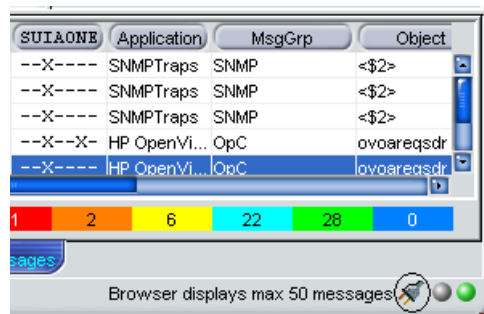 SUIAONE Application MsgGrp Object
--X---- SNMPTraps SNMP <$2>
--X---- SNMPTraps SNMP <$2>
--X---- SNMPTraps SNMP <$2>
--X--X- HP OpenVi... OpC ovoareqsdr
--X---- HP OpenVi... OpC ovoareqsdr
1 2 6 22 28 0
sages
Browser displays max 50 messages